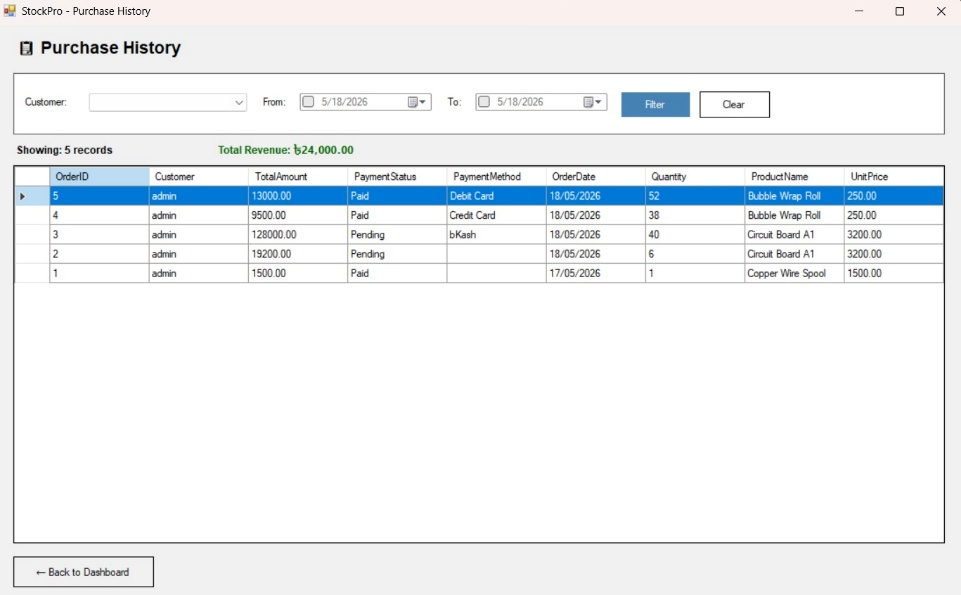 StockPro - Purchase History
Purchase History
Customer: From: 5/18/2026 To: 5/18/2026 Filter Clear
Showing: 5 records Total Revenue: ৳24,000.00
OrderID Customer TotalAmount PaymentStatus PaymentMethod OrderDate Quantity ProductName UnitPrice
5 admin 13000.00 Paid Debit Card 18/05/2026 52 Bubble Wrap Roll 250.00
4 admin 9500.00 Paid Credit Card 18/05/2026 38 Bubble Wrap Roll 250.00
3 admin 128000.00 Pending bKash 18/05/2026 40 Circuit Board A1 3200.00
2 admin 19200.00 Pending 18/05/2026 6 Circuit Board A1 3200.00
1 admin 1500.00 Paid 17/05/2026 1 Copper Wire Spool 1500.00
← Back to Dashboard